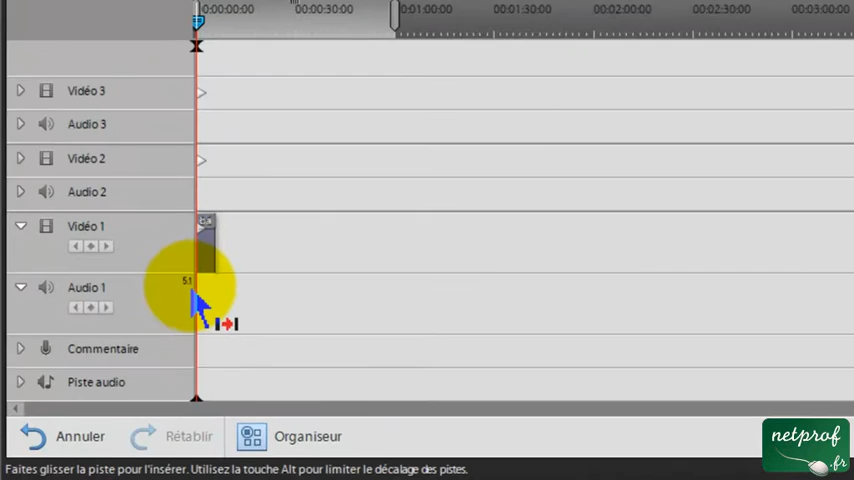 0:00:00:00 00:00:30:00 00:01:00:00 00:01:30:00 00:02:00:00 00:02:30:00 00:03:00:00
Vidéo 3
Audio 3
Vidéo 2
Audio 2
Vidéo 1
5.1
Audio 1
Commentaire
Piste audio
Annuler Rétablir Organiseur
netprof
.fr
Faites glisser la piste pour l'insérer. Utilisez la touche Alt pour limiter le décalage des pistes.